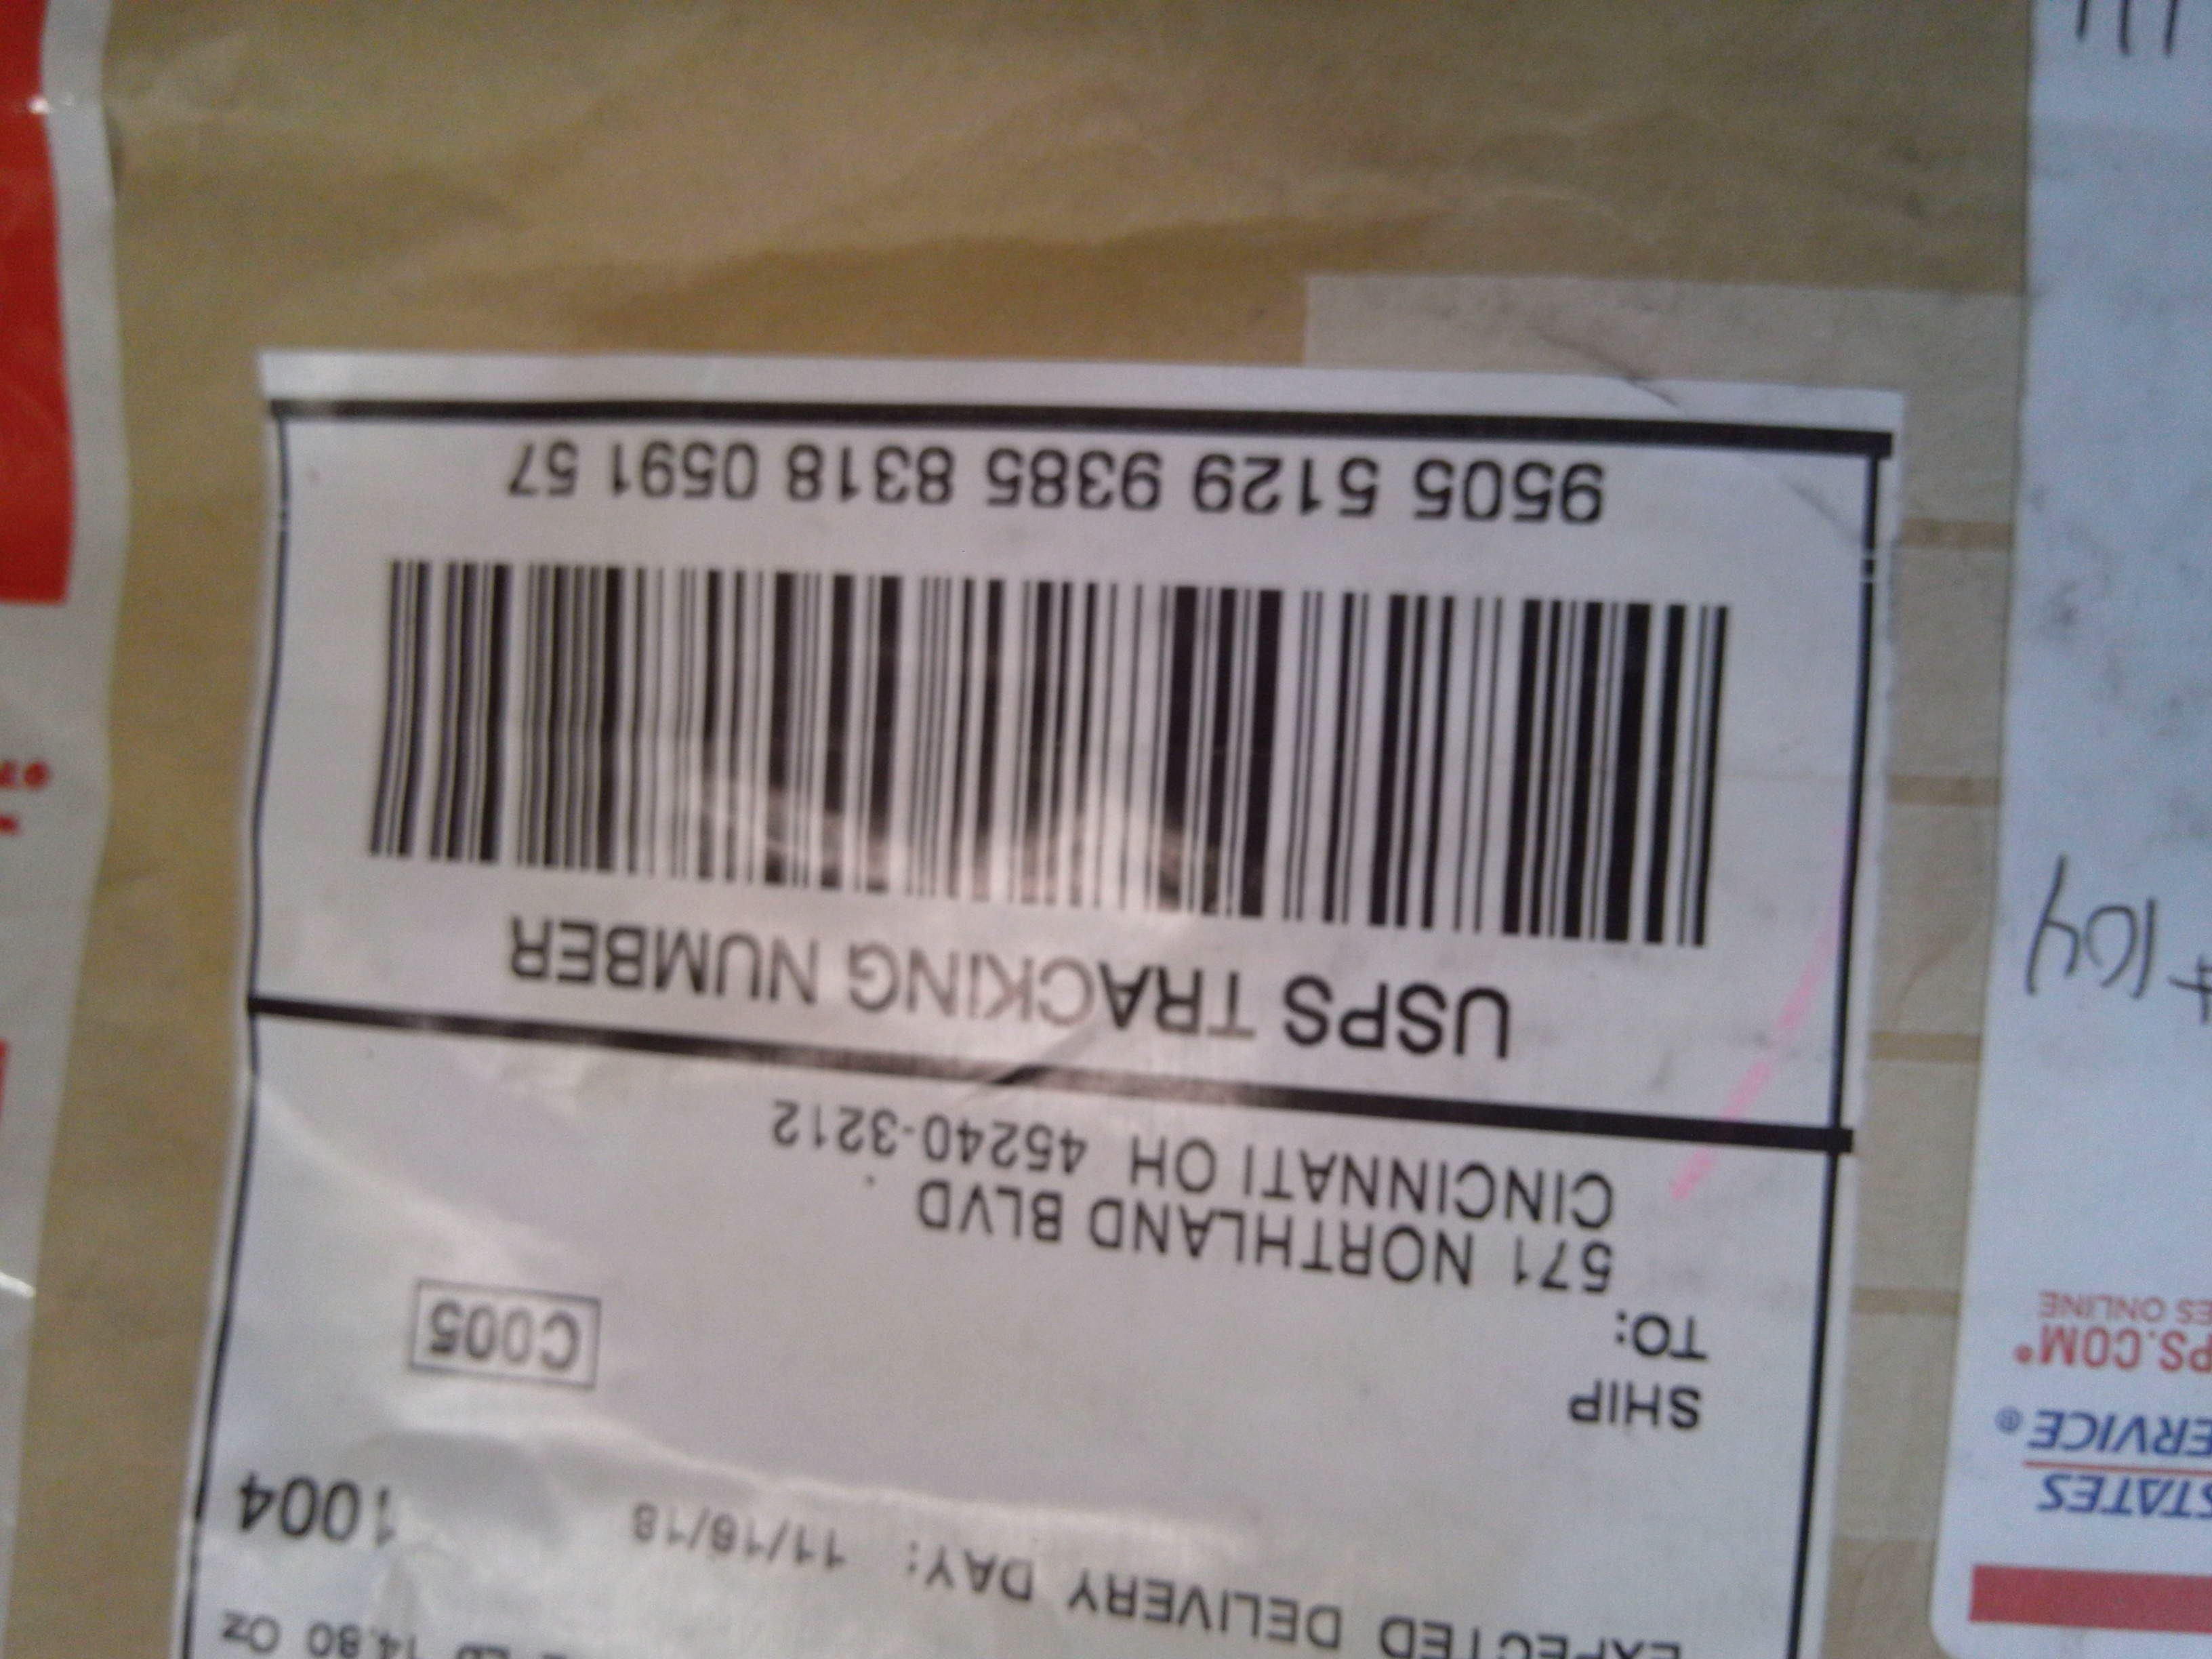 14.80 Oz
1004
EXPECTED DELIVERY DAY: 11/16/18
C005
SHIP
TO:
571 NORTHLAND BLVD
CINCINNATI OH 45240-3212
USPS TRACKING NUMBER
9505 5129 9385 8318 0591 57
STATES
ERVICE®
PS.COM®
ES ONLINE
104